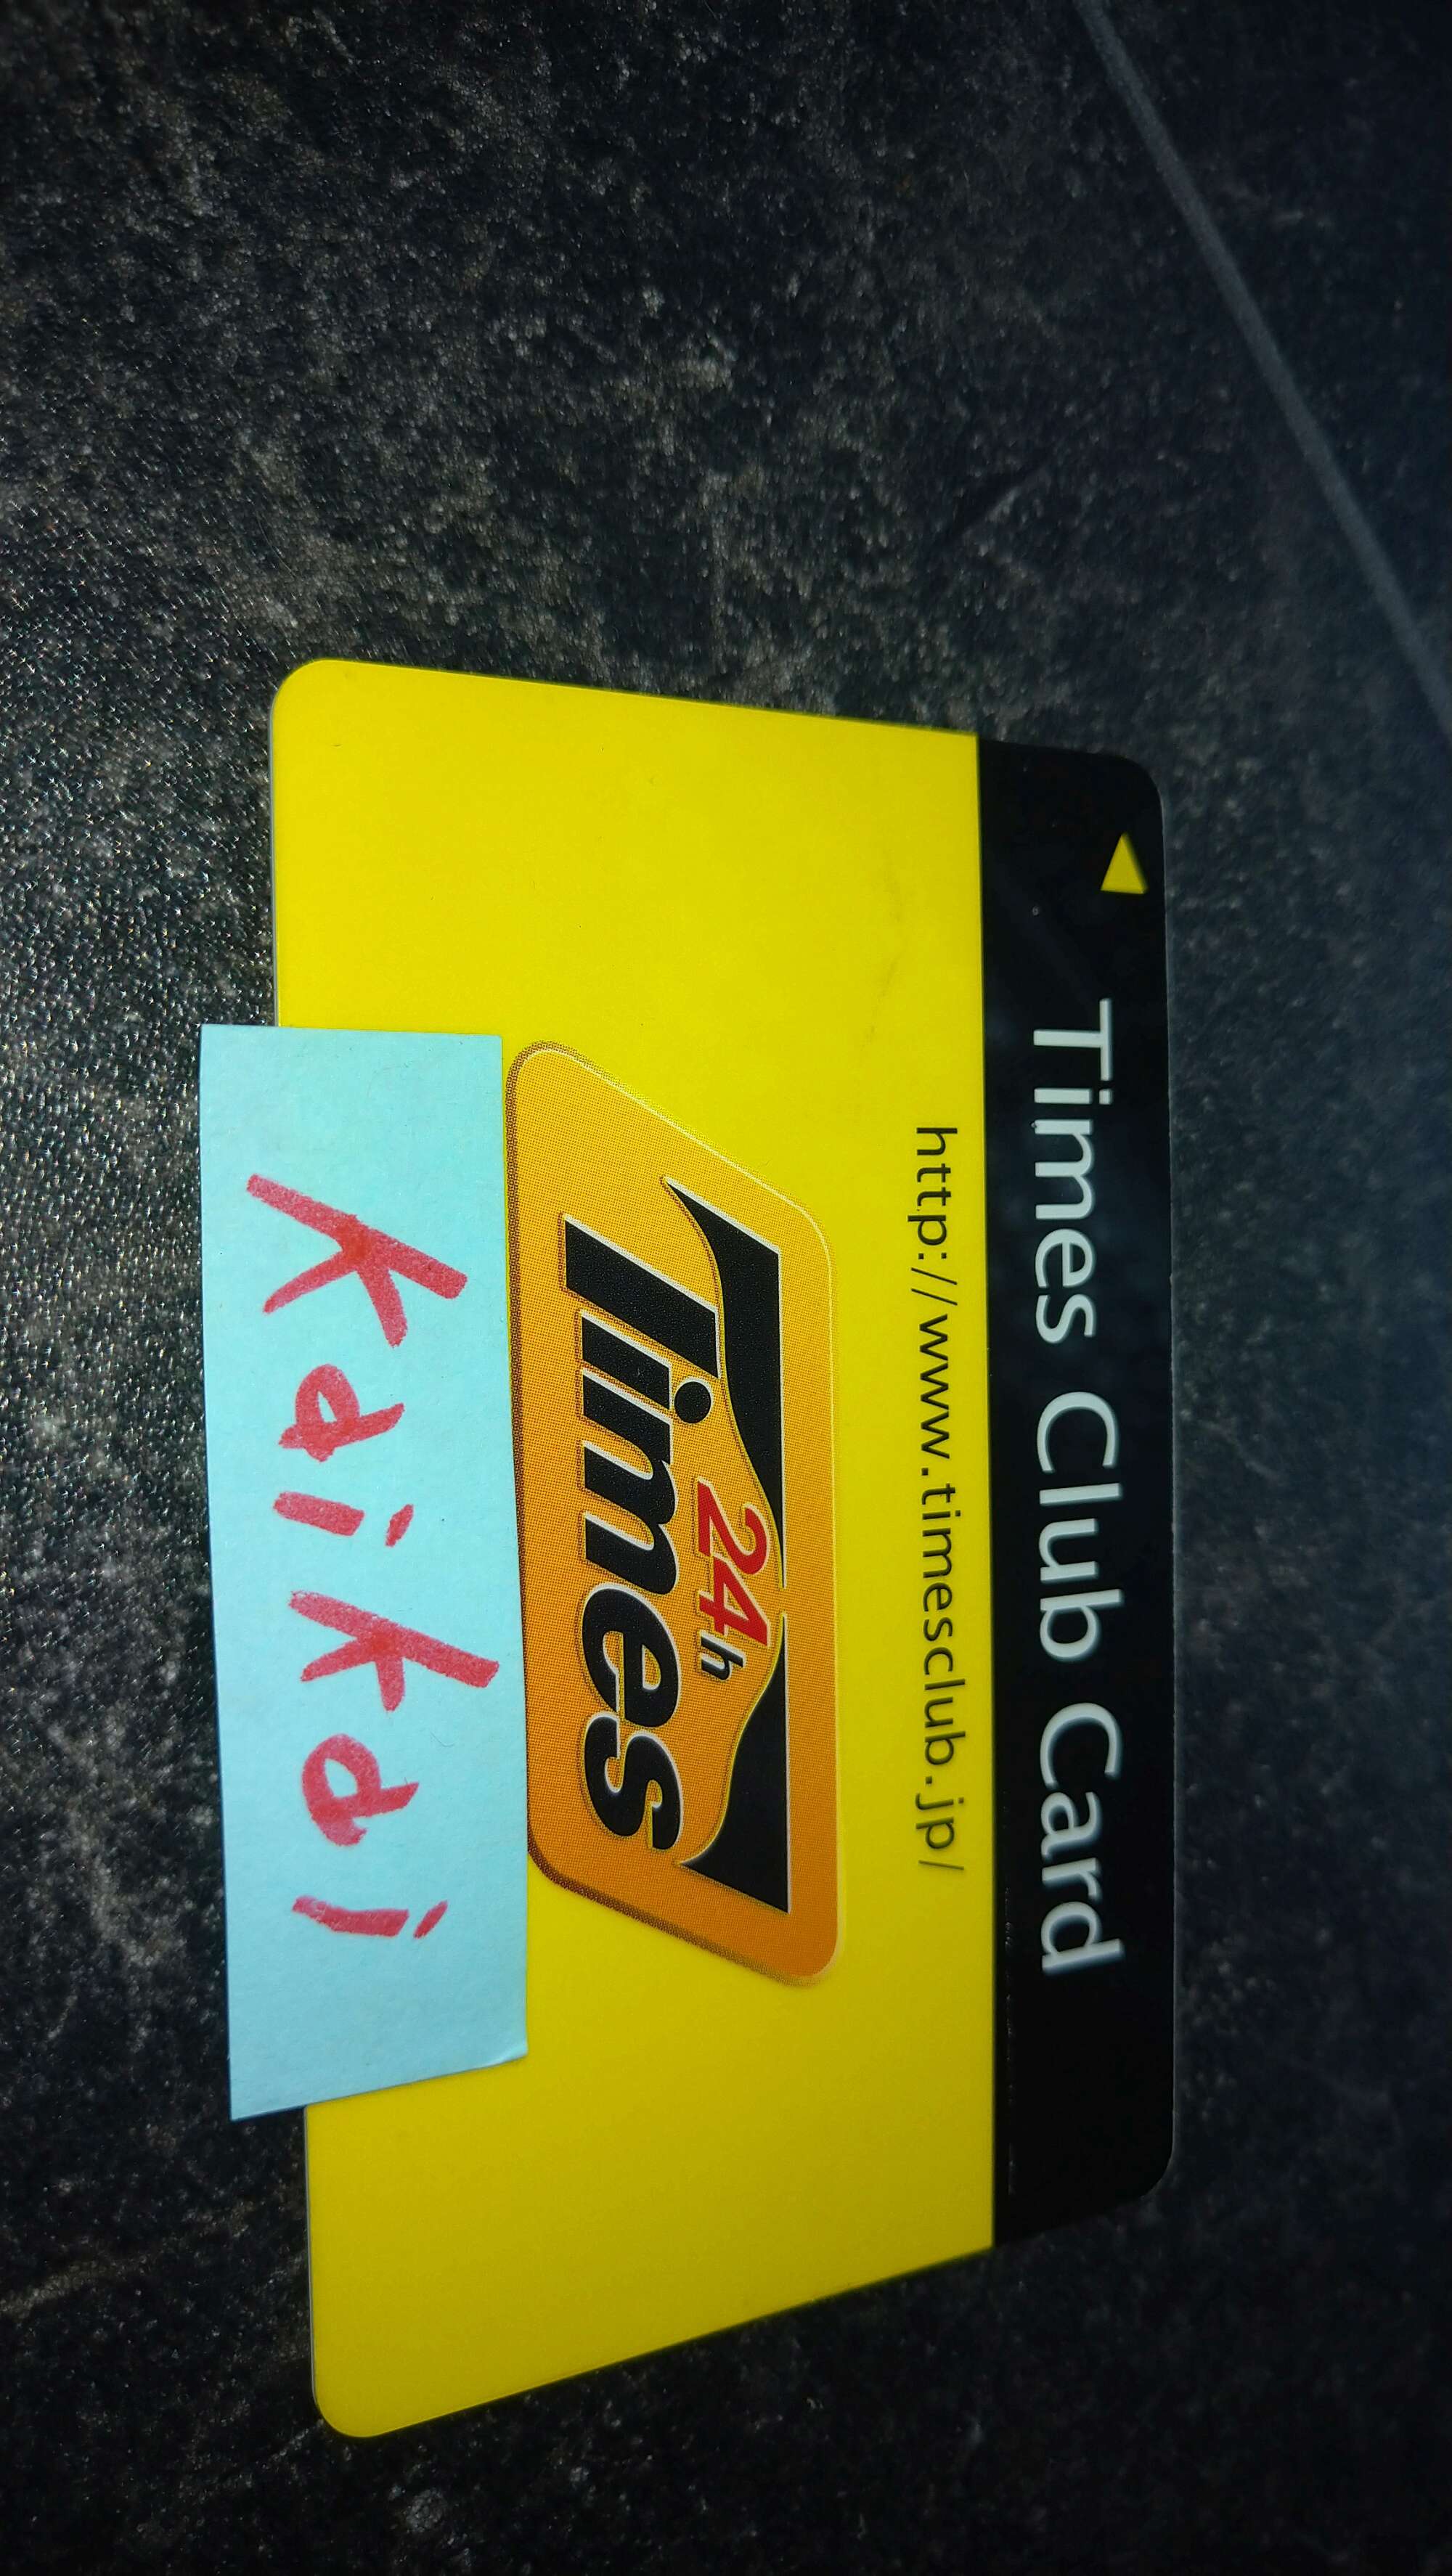 Times Club Card
http://www.timesclub.jp/
24h
Times
Kaikai